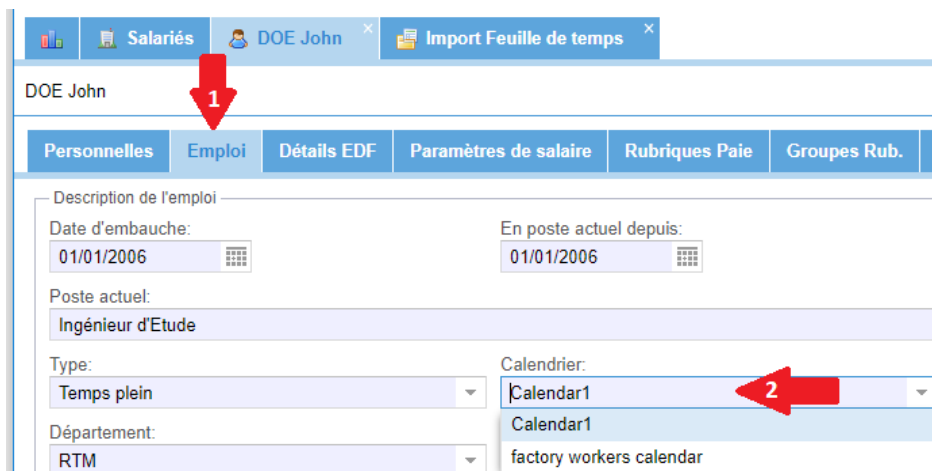 Salariés DOE John × Import Feuille de temps ×
DOE John
1
Personnelles Emploi Détails EDF Paramètres de salaire Rubriques Paie Groupes Rub.
Description de l'emploi
Date d'embauche: En poste actuel depuis:
01/01/2006 01/01/2006
Poste actuel:
Ingénieur d'Etude
Type: Calendrier:
Temps plein Calendar1 2
Calendar1
Département:
RTM factory workers calendar